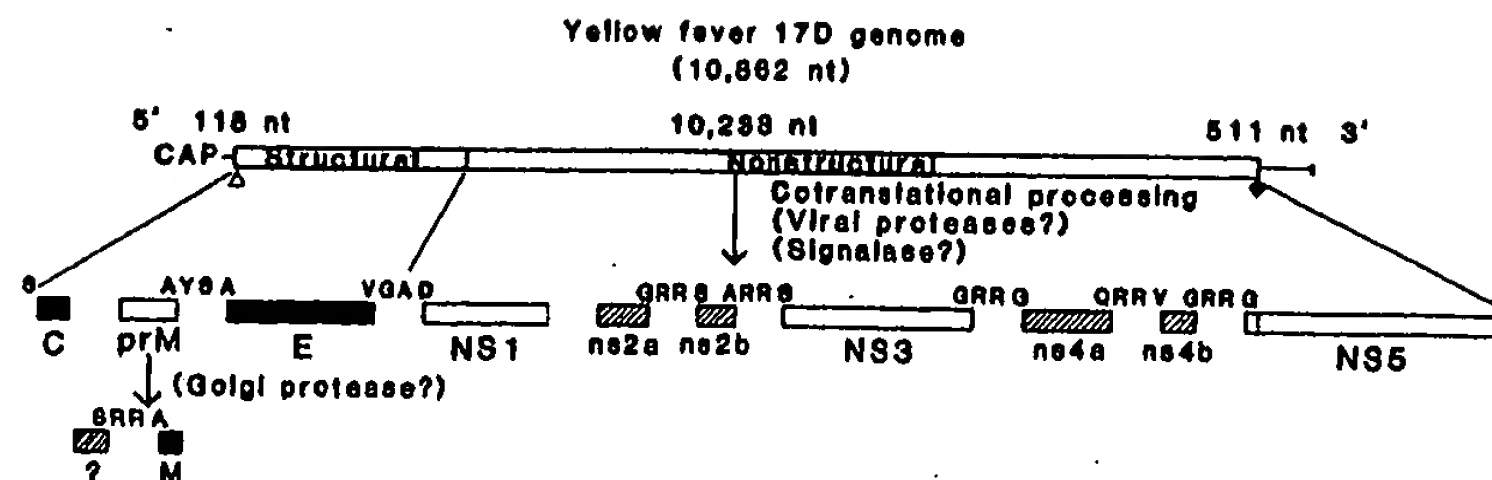 Yellow fever 17D genome
(10,862 nt)
5' 118 nt 10,233 nt 511 nt 3'
CAP Structural Nonstructural
Cotranslational processing
(Viral proteases?)
(Signalase?)
S AYSA VGAD GRRS ARRS GRRG QRRV GRRG
C prM E NS1 ns2a ns2b NS3 ns4a ns4b NS5
(Golgi protease?)
SRRA
? M